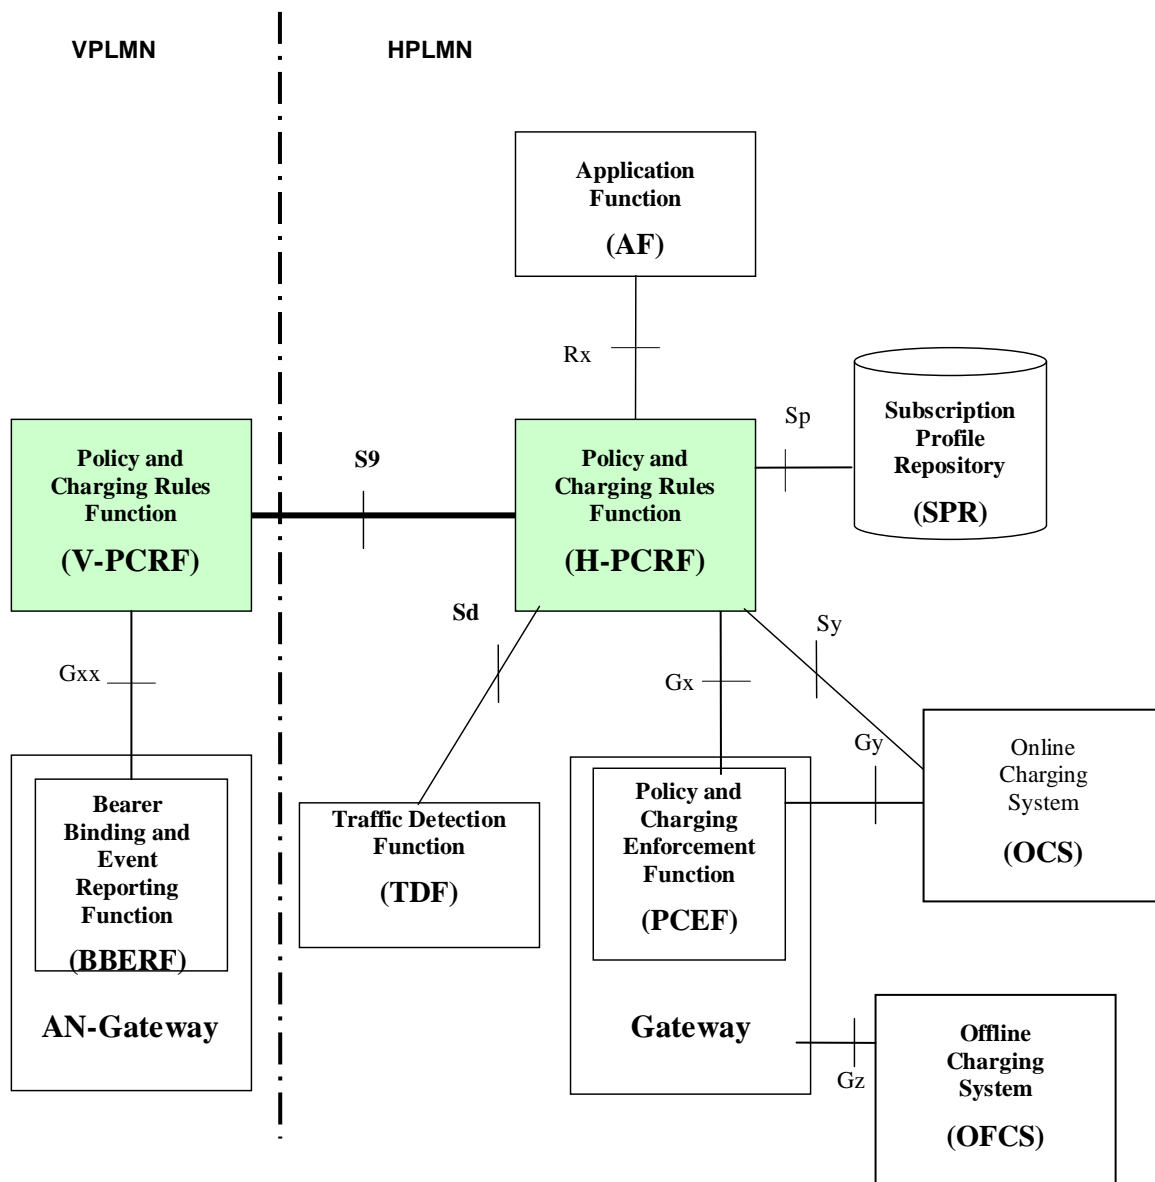 VPLMN
HPLMN
Application
Function
(AF)
Rx
Sp
Subscription
Profile
Repository
(SPR)
Policy and
Charging Rules
Function
(V-PCRF)
S9
Policy and
Charging Rules
Function
(H-PCRF)
Gxx
Sd
Gx
Sy
Gy
Bearer
Binding and
Event
Reporting
Function
(BBERF)
AN-Gateway
Traffic Detection
Function
(TDF)
Policy and
Charging
Enforcement
Function
(PCEF)
Gateway
Online
Charging
System
(OCS)
Gz
Offline
Charging
System
(OFCS)